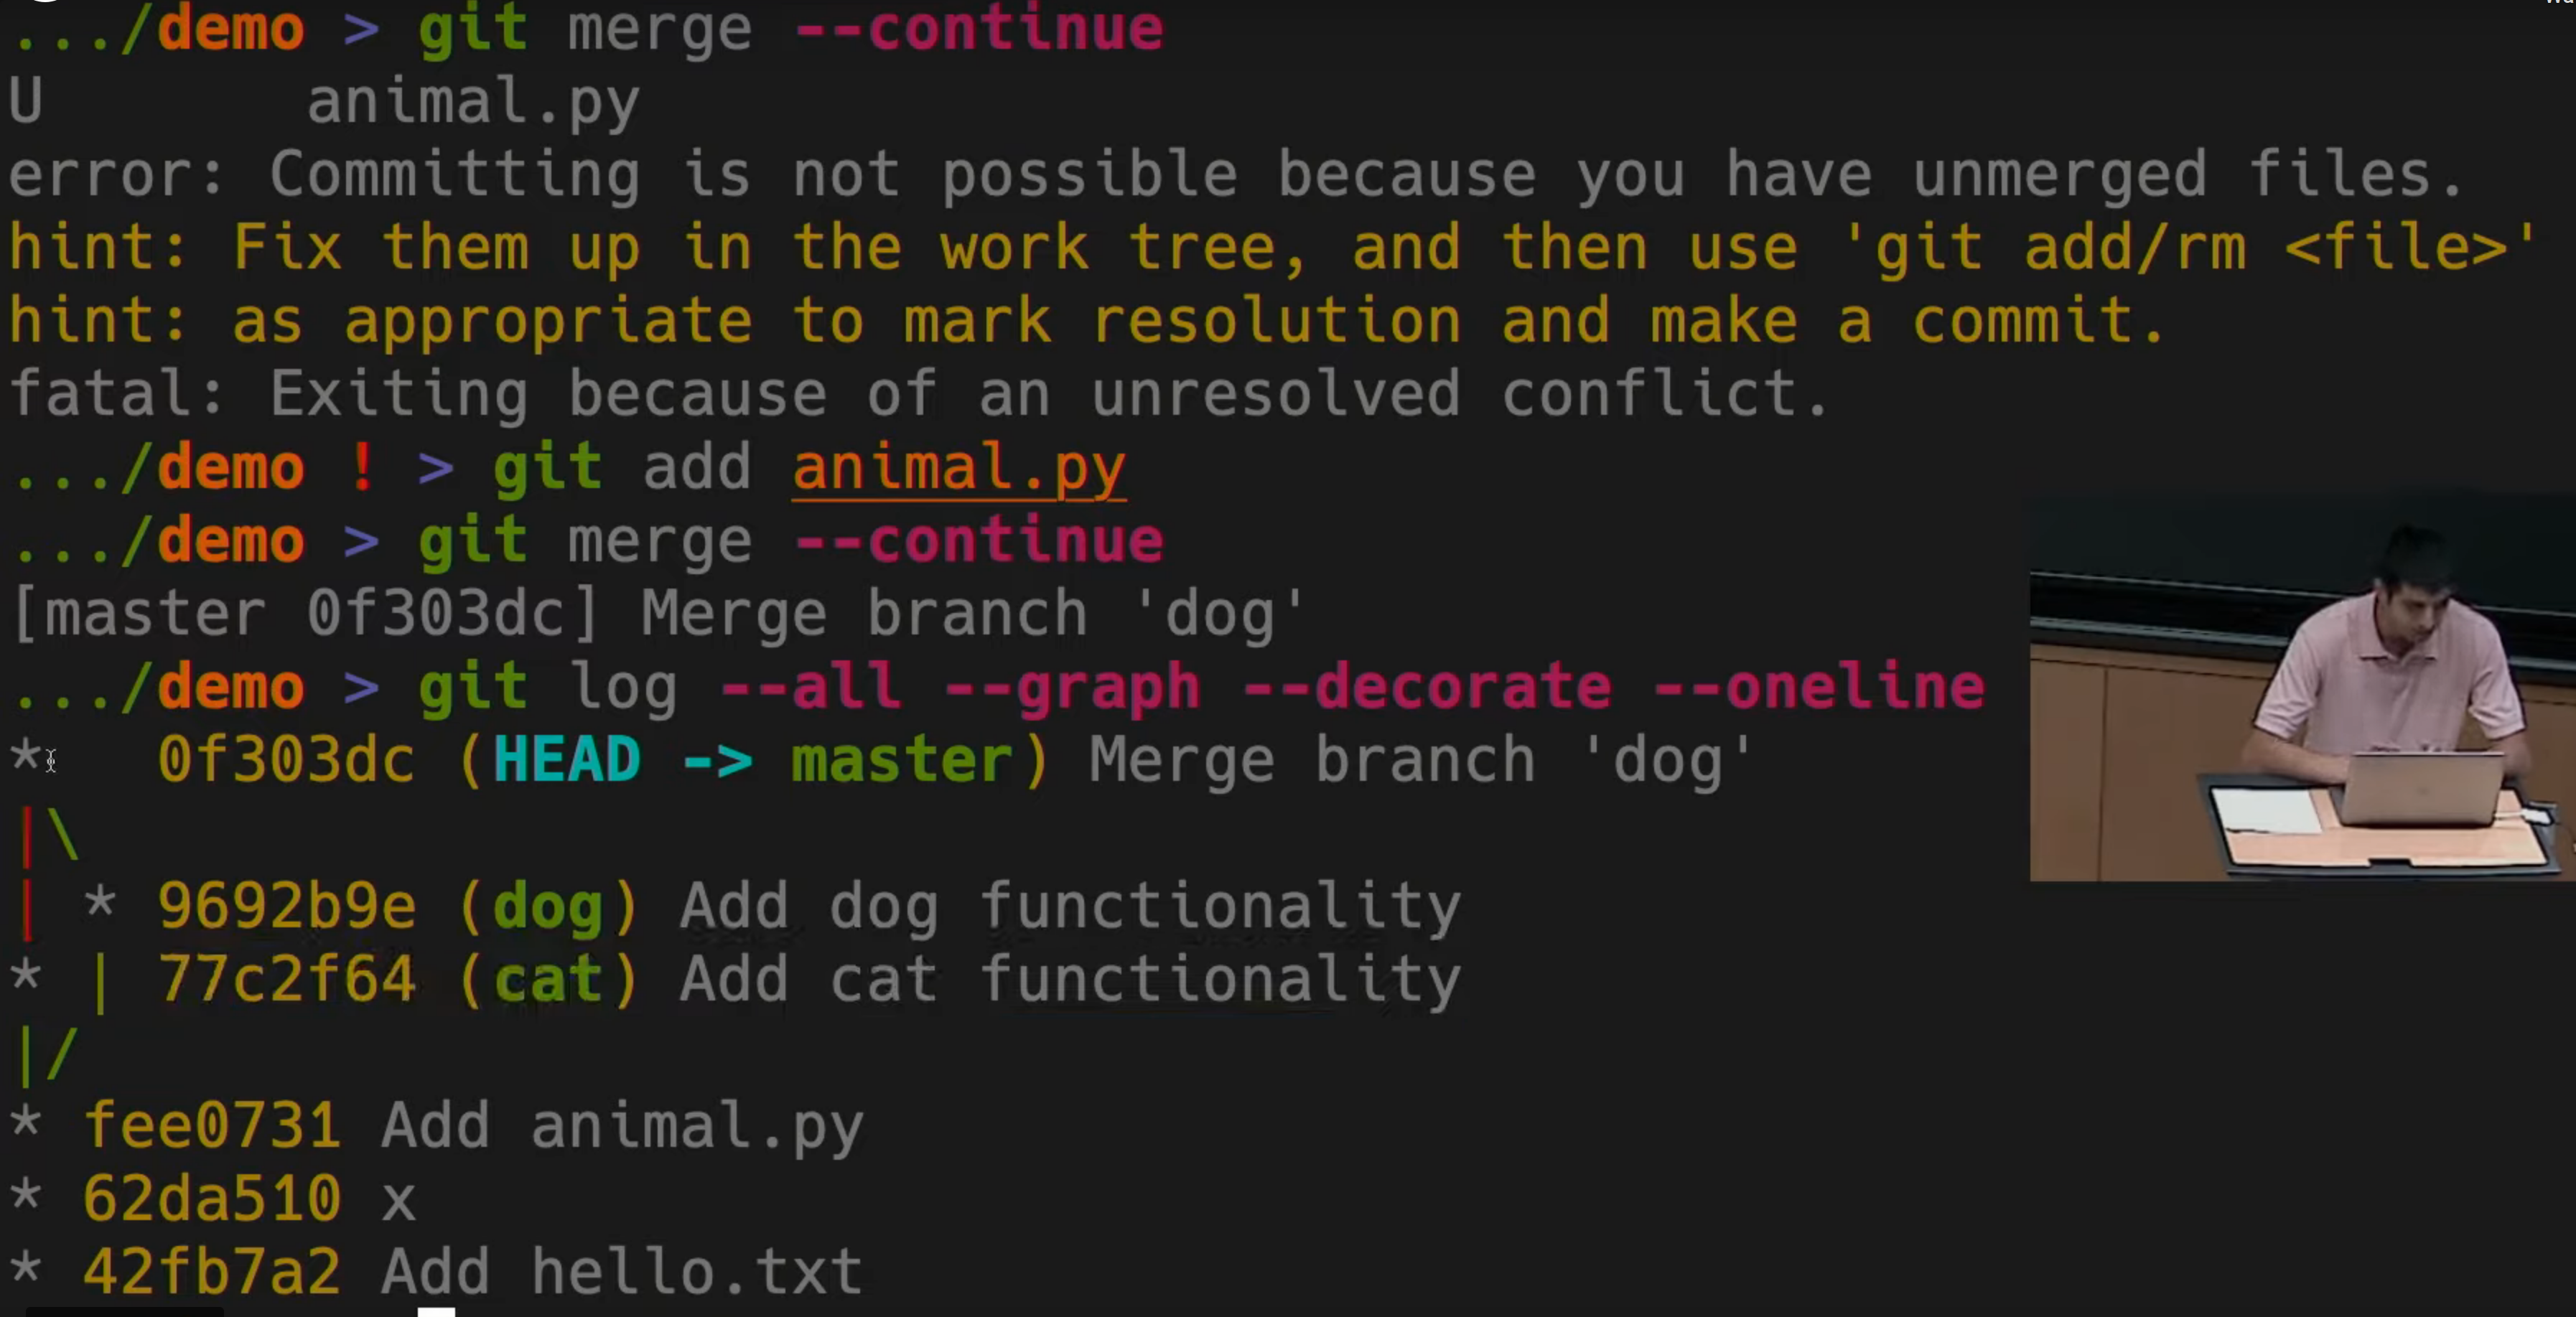 .../demo > git merge --continue
U       animal.py
error: Committing is not possible because you have unmerged files.
hint: Fix them up in the work tree, and then use 'git add/rm <file>'
hint: as appropriate to mark resolution and make a commit.
fatal: Exiting because of an unresolved conflict.
.../demo ! > git add animal.py
.../demo > git merge --continue
[master 0f303dc] Merge branch 'dog'
.../demo > git log --all --graph --decorate --oneline
*   0f303dc (HEAD -> master) Merge branch 'dog'
|\
| * 9692b9e (dog) Add dog functionality
* | 77c2f64 (cat) Add cat functionality
|/
* fee0731 Add animal.py
* 62da510 x
* 42fb7a2 Add hello.txt